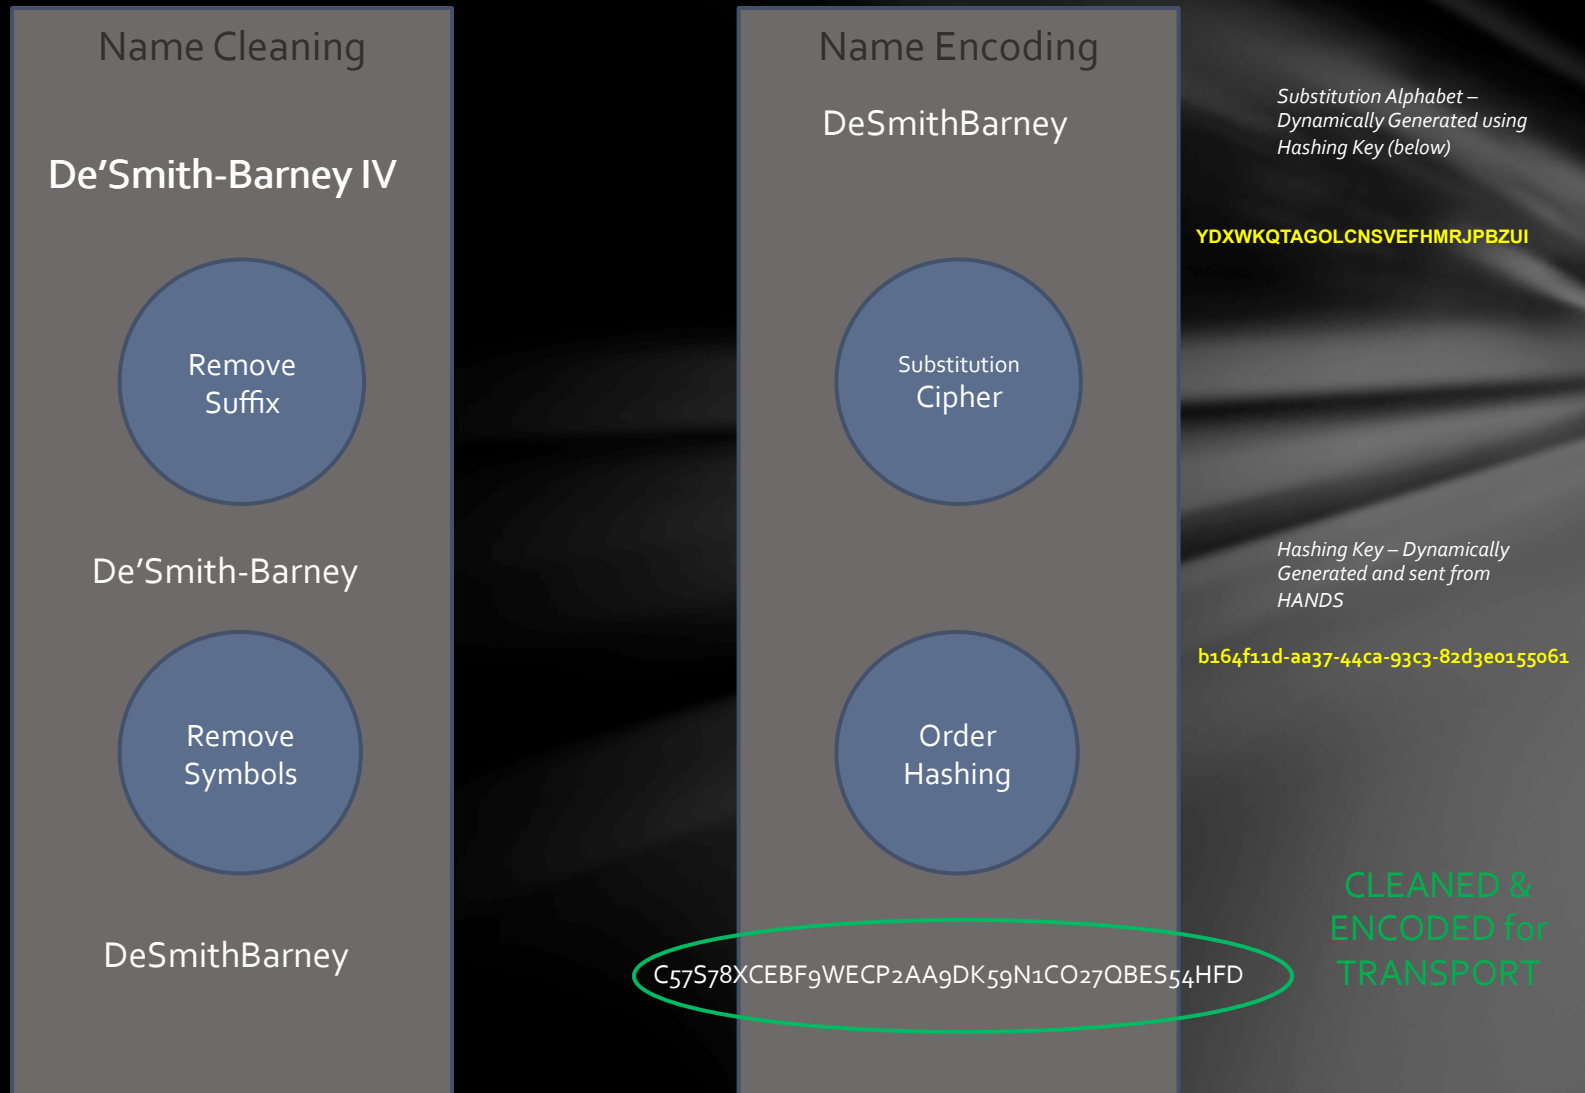 Name Cleaning
De’Smith-Barney IV
Remove
Suffix
De’Smith-Barney
Remove
Symbols
DeSmithBarney
Name Encoding
DeSmithBarney
Substitution
Cipher
Order
Hashing
C57S78XCEBF9WECP2AA9DK59N1CO27QBES54HFD
Substitution Alphabet –
Dynamically Generated using
Hashing Key (below)
YDXWKQTAGOLCNSVEFHMRJPBZUI
Hashing Key – Dynamically
Generated and sent from
HANDS
b164f11d-aa37-44ca-93c3-82d3e0155061
CLEANED &
ENCODED for
TRANSPORT